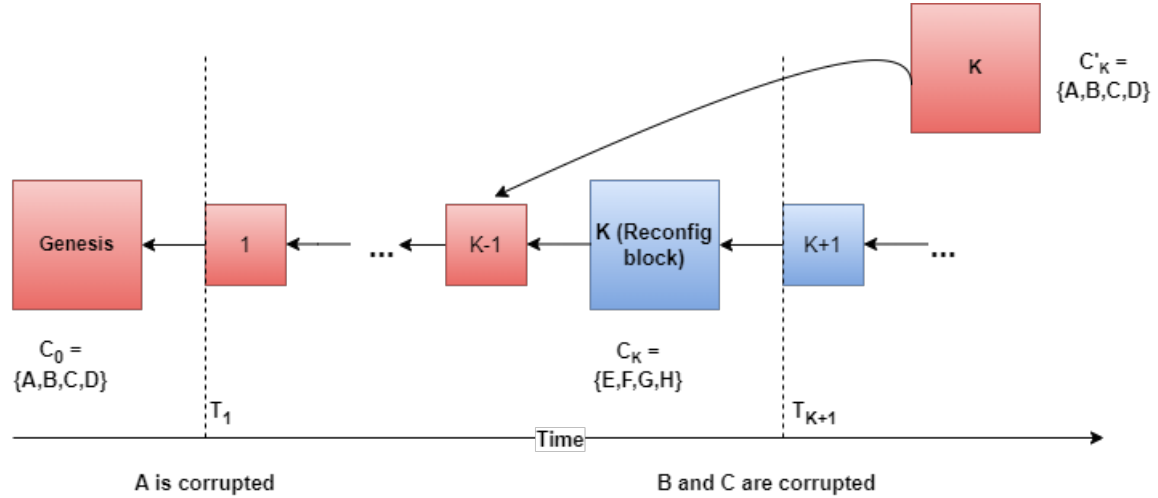 K
C'K =
{A,B,C,D}
Genesis
1
...
K-1
K (Reconfig
block)
K+1
...
C0 =
{A,B,C,D}
CK =
{E,F,G,H}
T1
TK+1
Time
A is corrupted
B and C are corrupted